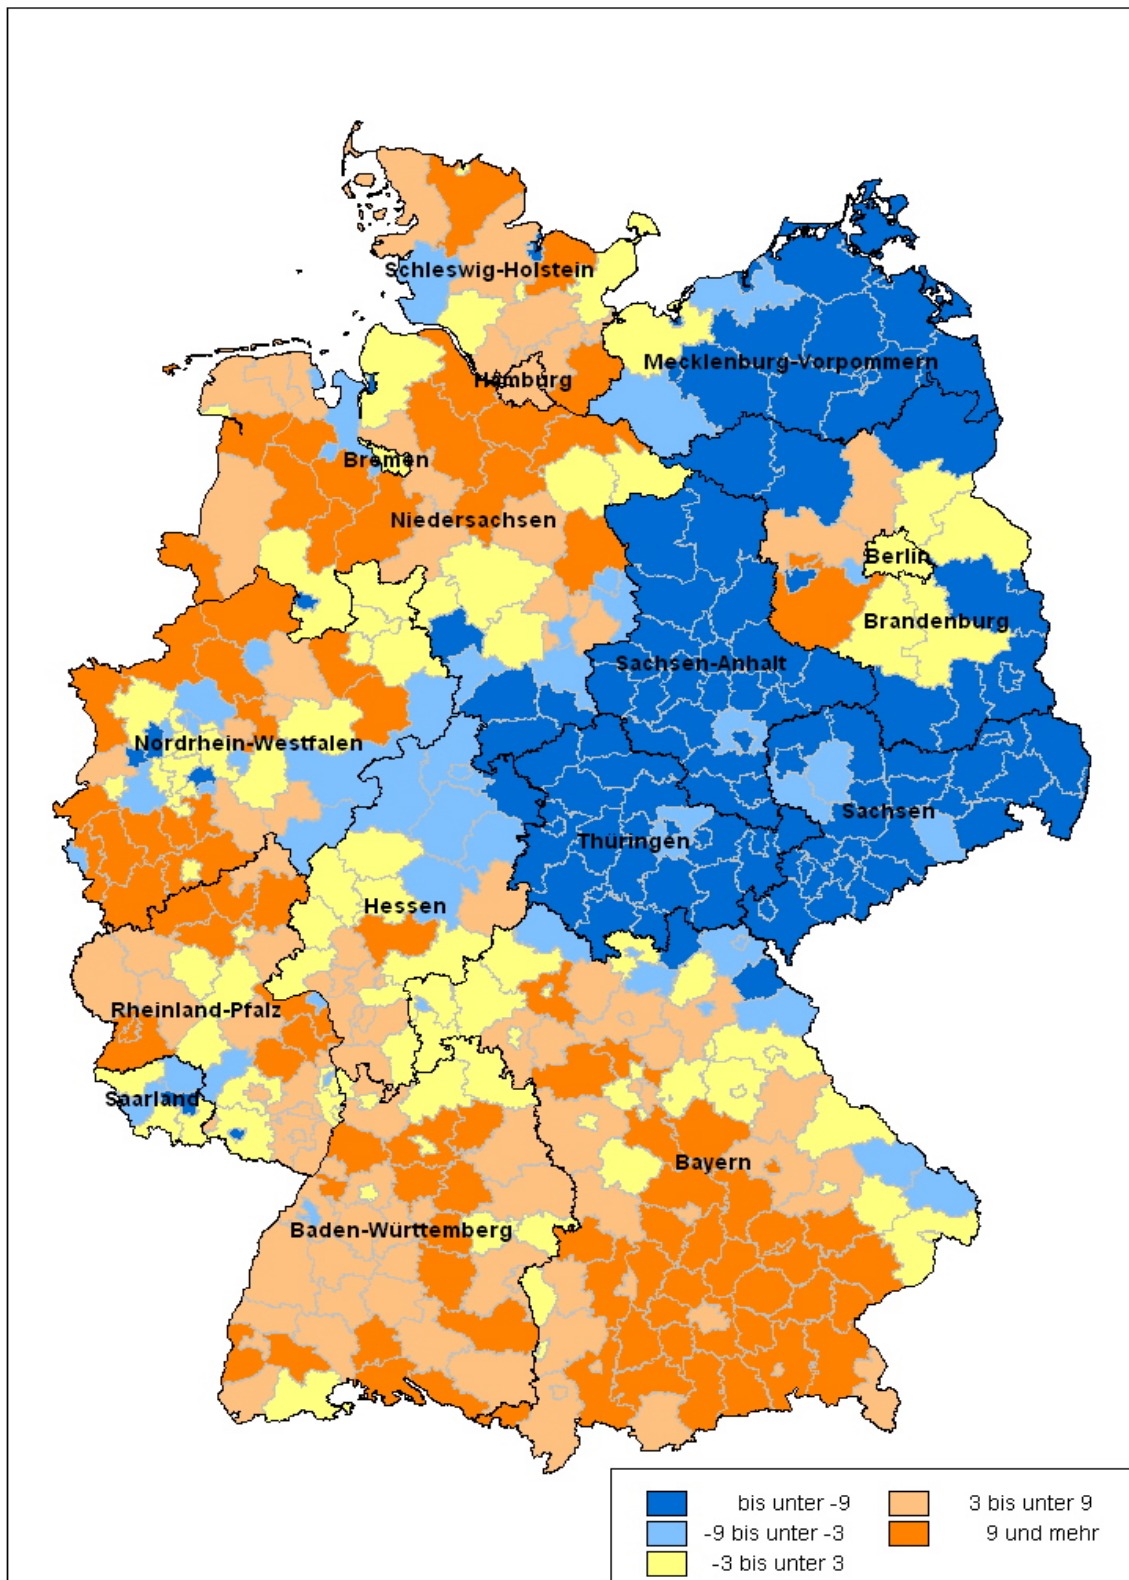 Schleswig-Holstein
Mecklenburg-Vorpommern
Hamburg
Bremen
Niedersachsen
Berlin
Brandenburg
Sachsen-Anhalt
Nordrhein-Westfalen
Sachsen
Thüringen
Hessen
Rheinland-Pfalz
Saarland
Bayern
Baden-Württemberg
bis unter -9
3 bis unter 9
-9 bis unter -3
9 und mehr
-3 bis unter 3